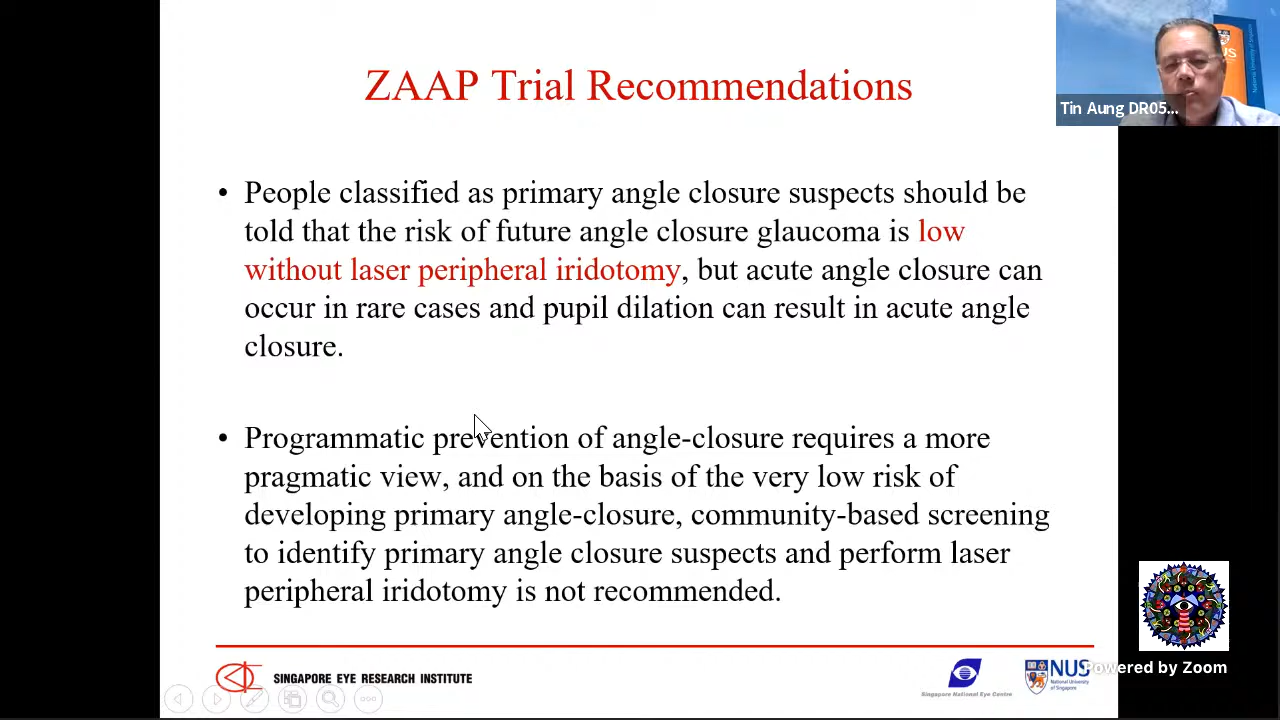 ZAAP Trial Recommendations
Tin Aung DR05...
• People classified as primary angle closure suspects should be
told that the risk of future angle closure glaucoma is low
without laser peripheral iridotomy, but acute angle closure can
occur in rare cases and pupil dilation can result in acute angle
closure.
• Programmatic prevention of angle-closure requires a more
pragmatic view, and on the basis of the very low risk of
developing primary angle-closure, community-based screening
to identify primary angle closure suspects and perform laser
peripheral iridotomy is not recommended.
SINGAPORE EYE RESEARCH INSTITUTE
Singapore National Eye Centre
NUS
National University
of Singapore
Powered by Zoom